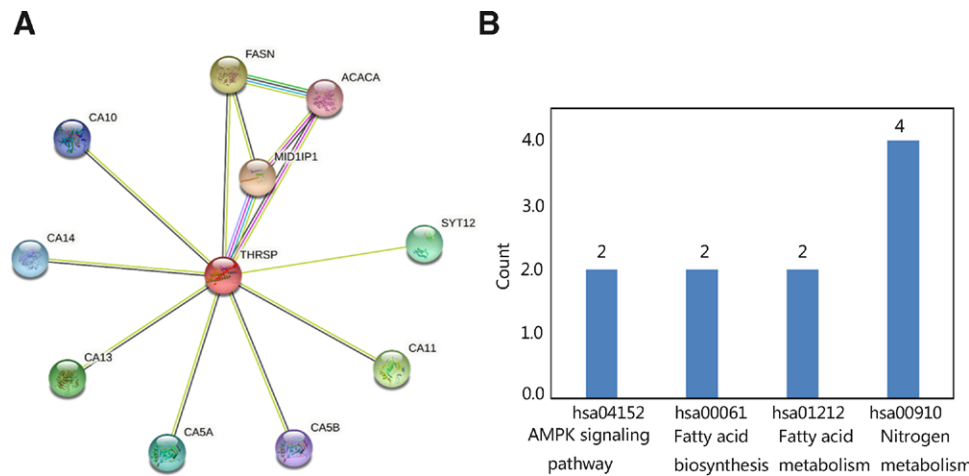 A
FASN
ACACA
CA10
MID1IP1
SYT12
CA14
THRSP
CA13
CA11
CA5A
CA5B
B
4.0
3.0
2.0
1.0
0.0
Count
2
2
2
4
hsa04152 hsa00061 hsa01212 hsa00910
AMPK signaling Fatty acid Fatty acid Nitrogen
pathway biosynthesis metabolism metabolism